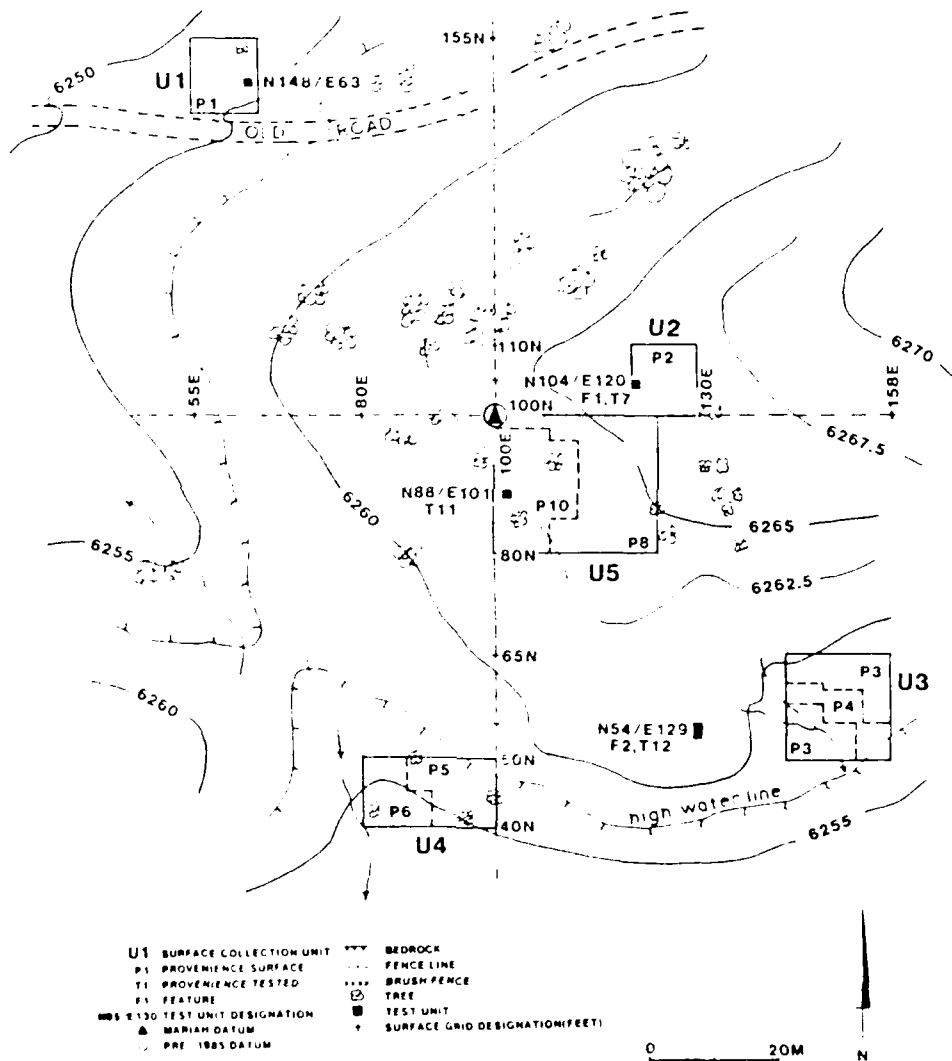 155N
U1
N148/E63
6250
P1
OLD ROAD
U2
110N
P2
6270
N104/E120
F1,T7
55E
80E
100N
130E
158E
100E
6267.5
N88/E101
T11
P10
6260
6265
6255
80N
P8
U5
6262.5
65N
P3
U3
6260
P4
N54/E129
F2,T12
P3
50N
P5
high water line
P6
40N
6255
U4
U1 SURFACE COLLECTION UNIT
P1 PROVENIENCE SURFACE
T1 PROVENIENCE TESTED
F1 FEATURE
TEST UNIT DESIGNATION
MARIAH DATUM
PRE 1985 DATUM
BEDROCK
FENCE LINE
BRUSH FENCE
TREE
TEST UNIT
SURFACE GRID DESIGNATION(FEET)
0 20M
N